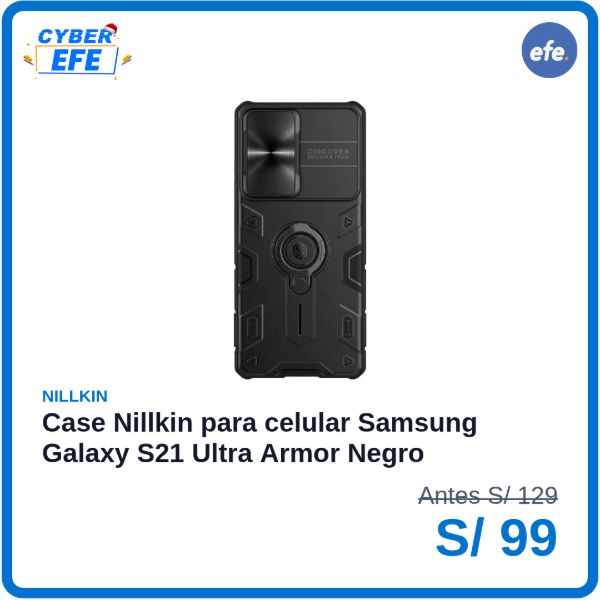 CYBER
EFE
efe.
DISCOVER
INNOVATION
NILLKIN
Case Nillkin para celular Samsung
Galaxy S21 Ultra Armor Negro
Antes S/ 129
S/ 99